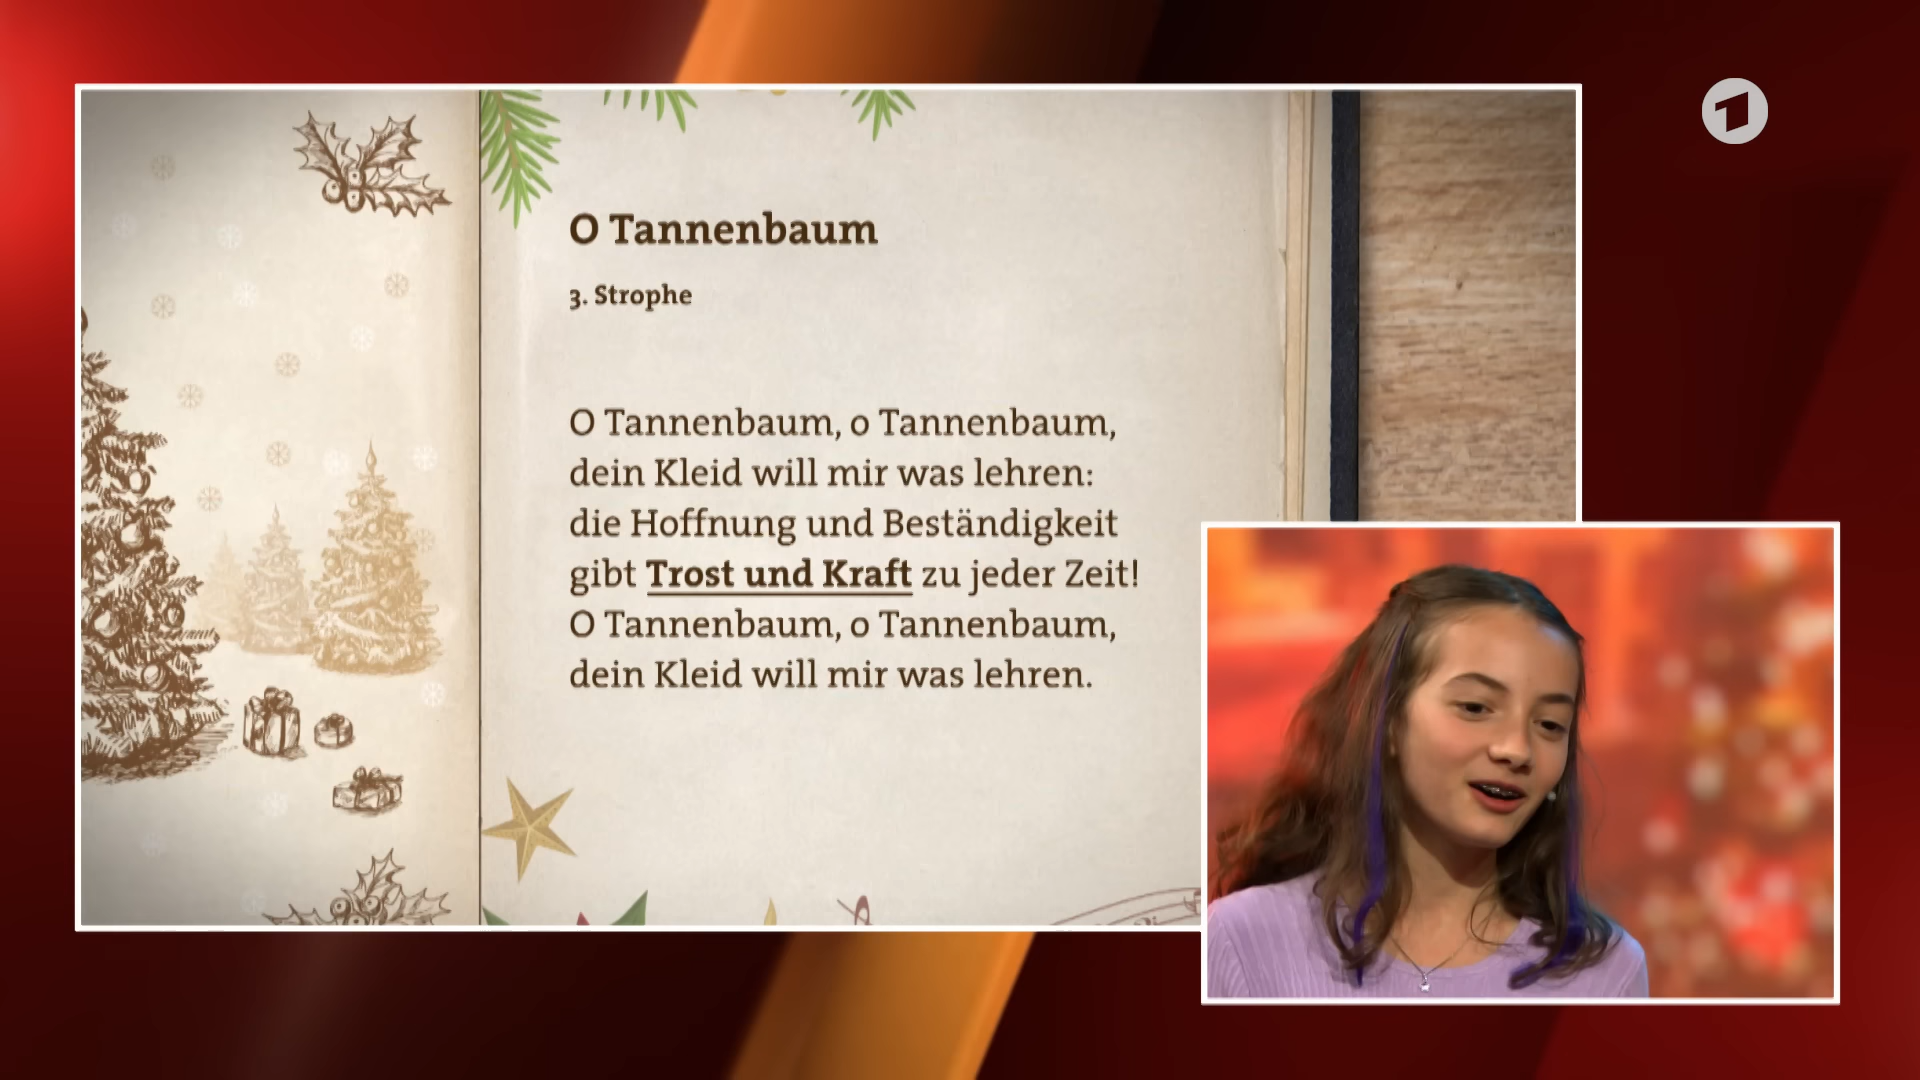 O Tannenbaum
3. Strophe
O Tannenbaum, o Tannenbaum,
dein Kleid will mir was lehren:
die Hoffnung und Beständigkeit
gibt Trost und Kraft zu jeder Zeit!
O Tannenbaum, o Tannenbaum,
dein Kleid will mir was lehren.